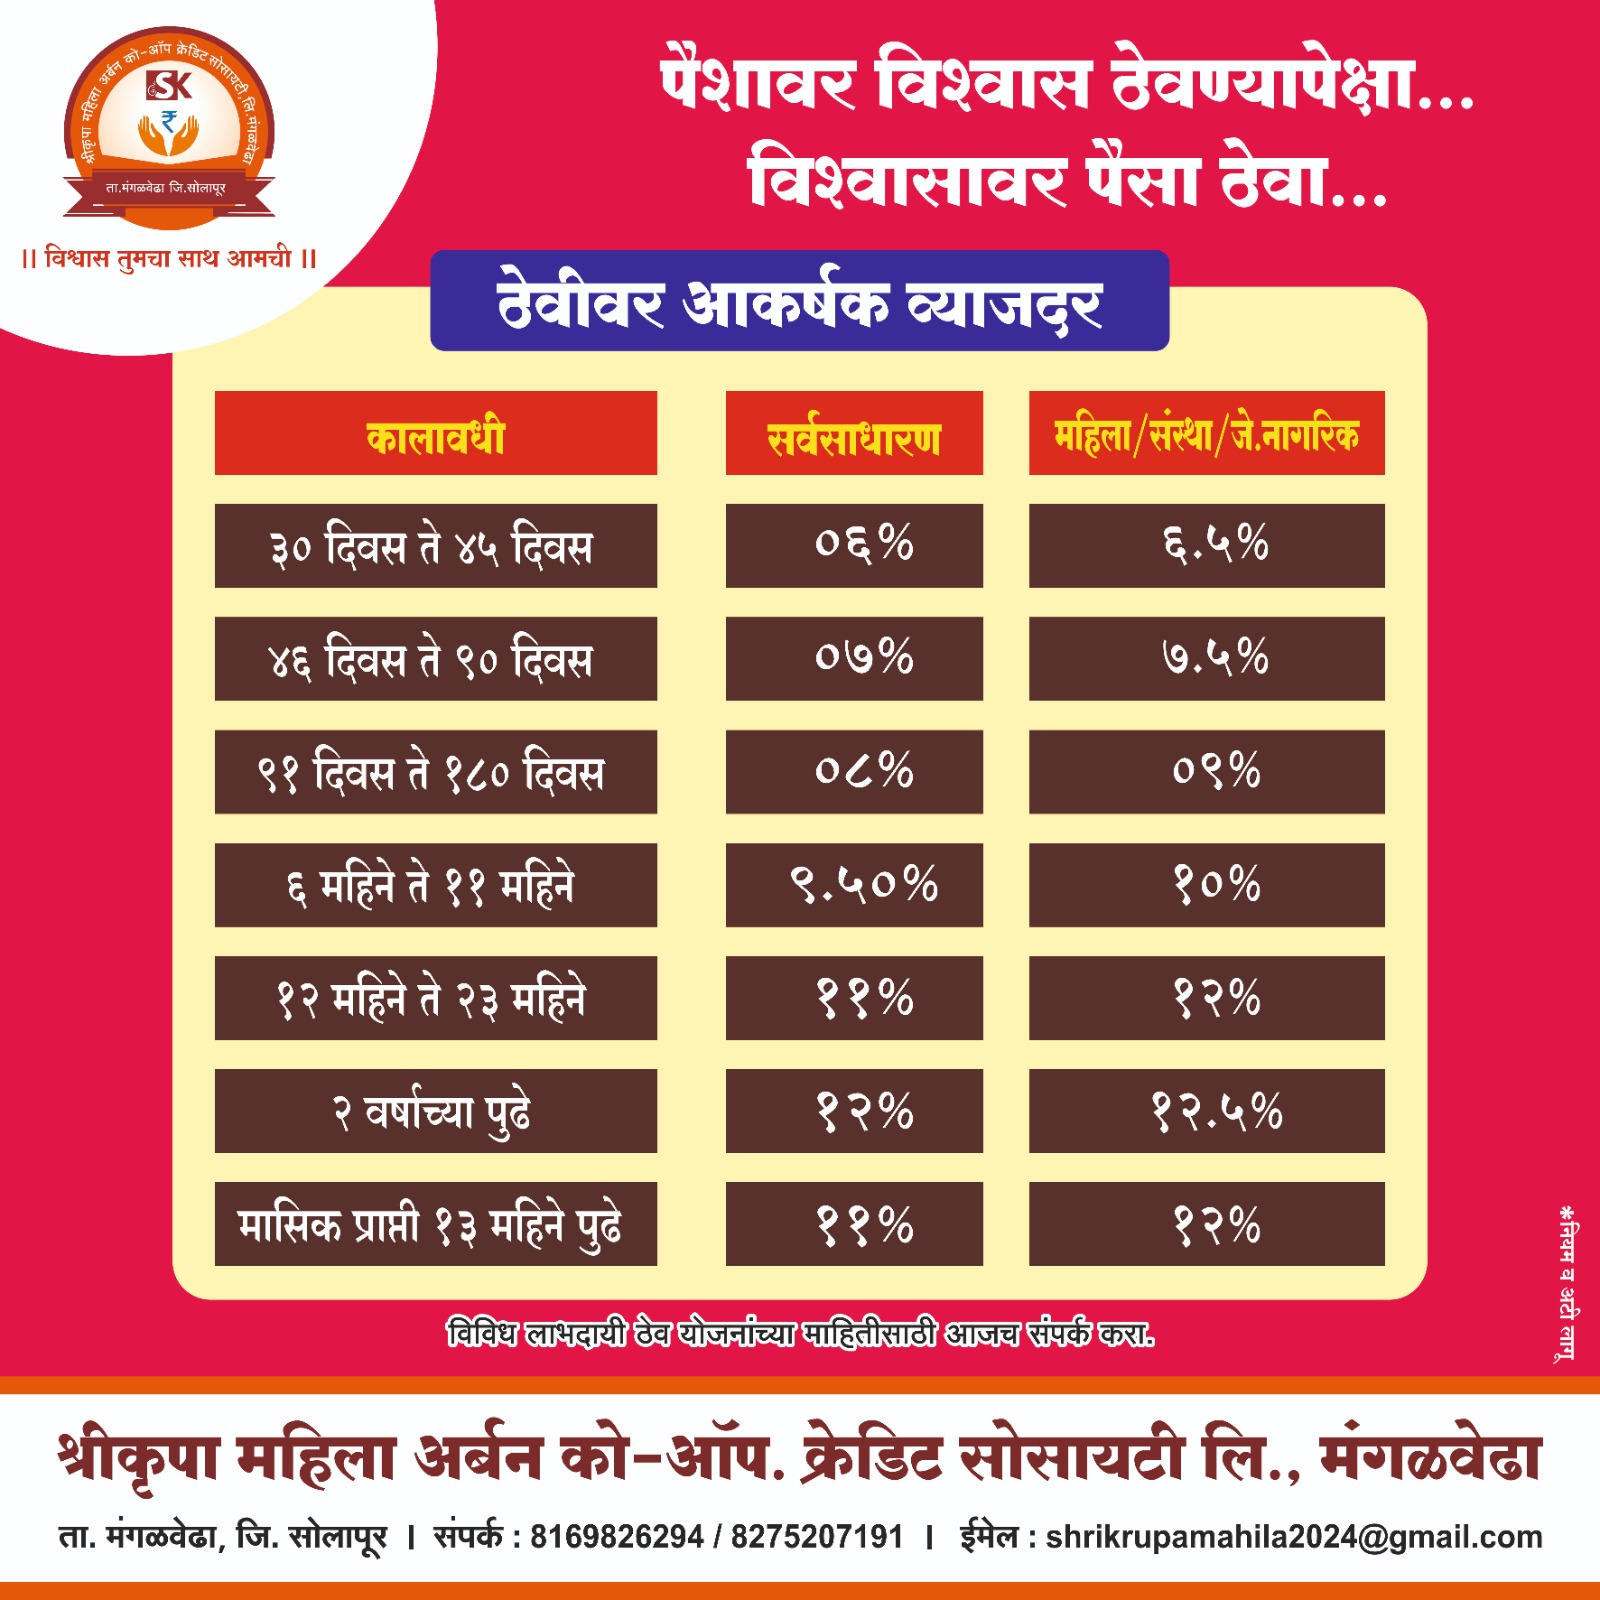 श्रीकृपा महिला अर्बन को-ऑप क्रेडिट सोसायटी,लि.मंगळवेढा
SK
₹
ता.मंगळवेढा जि.सोलापूर
|| विश्वास तुमचा साथ आमची ||
पैशावर विश्वास ठेवण्यापेक्षा...
विश्वासावर पैसा ठेवा...
ठेवीवर आकर्षक व्याजदर
कालावधी सर्वसाधारण महिला/संस्था/जे.नागरिक
३० दिवस ते ४५ दिवस ०६% ६.५%
४६ दिवस ते ९० दिवस ०७% ७.५%
९१ दिवस ते १८० दिवस ०८% ०९%
६ महिने ते ११ महिने ९.५०% १०%
१२ महिने ते २३ महिने ११% १२%
२ वर्षाच्या पुढे १२% १२.५%
मासिक प्राप्ती १३ महिने पुढे ११% १२%
*नियम व अटी लागू
विविध लाभदायी ठेव योजनांच्या माहितीसाठी आजच संपर्क करा.
श्रीकृपा महिला अर्बन को-ऑप. क्रेडिट सोसायटी लि., मंगळवेढा
ता. मंगळवेढा, जि. सोलापूर | संपर्क : 8169826294 / 8275207191 | ईमेल : shrikrupamahila2024@gmail.com